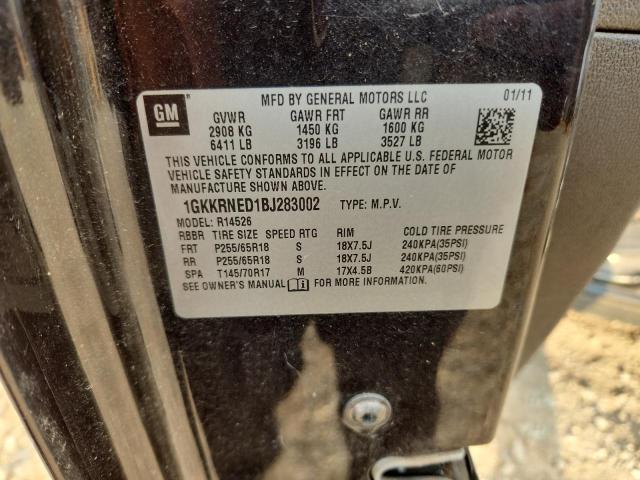 GM
MFD BY GENERAL MOTORS LLC 01/11
GVWR GAWR FRT GAWR RR
2908 KG 1450 KG 1600 KG
6411 LB 3196 LB 3527 LB
THIS VEHICLE CONFORMS TO ALL APPLICABLE U.S. FEDERAL MOTOR
VEHICLE SAFETY STANDARDS IN EFFECT ON THE DATE OF
MANUFACTURE SHOWN ABOVE.
1GKKRNED1BJ283002 TYPE: M.P.V.
MODEL: R14526
RBBR TIRE SIZE SPEED RTG RIM COLD TIRE PRESSURE
FRT P255/65R18 S 18X7.5J 240KPA(35PSI)
RR P255/65R18 S 18X7.5J 240KPA(35PSI)
SPA T145/70R17 M 17X4.5B 420KPA(60PSI)
SEE OWNER'S MANUAL i FOR MORE INFORMATION.